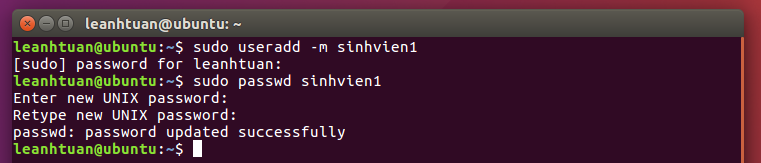 leanhtuan@ubuntu: ~
leanhtuan@ubuntu:~$ sudo useradd -m sinhvien1
[sudo] password for leanhtuan:
leanhtuan@ubuntu:~$ sudo passwd sinhvien1
Enter new UNIX password:
Retype new UNIX password:
passwd: password updated successfully
leanhtuan@ubuntu:~$